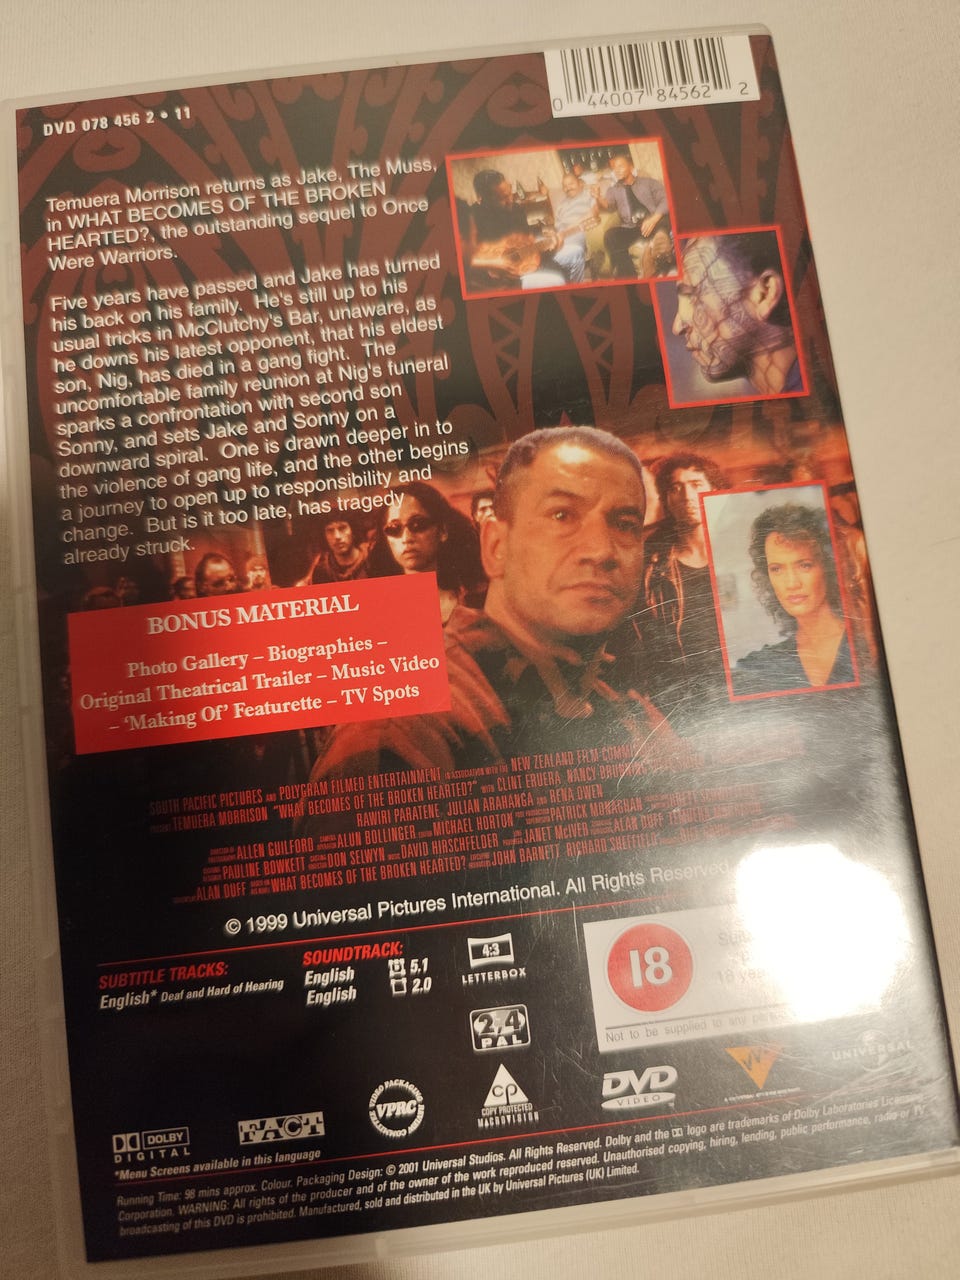 DVD 078 456 2 • 11
0 44007 84562 2
Temuera Morrison returns as Jake, The Muss,
in WHAT BECOMES OF THE BROKEN
HEARTED?, the outstanding sequel to Once
Were Warriors.
Five years have passed and Jake has turned
his back on his family. He's still up to his
usual tricks in McClutchy's Bar, unaware, as
he downs his latest opponent, that his eldest
son, Nig, has died in a gang fight. The
uncomfortable family reunion at Nig's funeral
sparks a confrontation with second son
Sonny, and sets Jake and Sonny on a
downward spiral. One is drawn deeper in to
the violence of gang life, and the other begins
a journey to open up to responsibility and
change. But is it too late, has tragedy
already struck.
BONUS MATERIAL
Photo Gallery – Biographies –
Original Theatrical Trailer – Music Video
– 'Making Of' Featurette – TV Spots
SOUTH PACIFIC PICTURES AND POLYGRAM FILMED ENTERTAINMENT IN ASSOCIATION WITH THE NEW ZEALAND FILM
PRESENT TEMUERA MORRISON "WHAT BECOMES OF THE BROKEN HEARTED?" WITH CLINT ERUERA, NANCY
RAWIRI PARATENE, JULIAN ARAHANGA AND RENA OWEN
ALLEN GUILFORD ALUN BOLLINGER MICHAEL HORTON PATRICK MONAGHAN
PAULINE BOWKETT DON SELWYN MUSIC DAVID HIRSCHFELDER JANET McIVER ALAN DUFF
ALAN DUFF WHAT BECOMES OF THE BROKEN HEARTED? JOHN BARNETT RICHARD SHEFFIELD
© 1999 Universal Pictures International. All Rights Reserved
SUBTITLE TRACKS:
English* Deaf and Hard of Hearing
SOUNDTRACK:
English 5.1
English 2.0
4:3
LETTERBOX
2,4
PAL
18
18
Not to be supplied to any
DOLBY
DIGITAL
FACT
VIDEO PACKAGING REVIEW COMMITTEE
VPRC
CP
COPY PROTECTED
MACROVISION
DVD
VIDEO
W
UNIVERSAL
*Menu Screens available in this language
Running Time: 98 mins approx. Colour. Packaging Design: © 2001 Universal Studios. All Rights Reserved. Dolby and the logo are trademarks of Dolby Laboratories Licensing
Corporation. WARNING: All rights of the producer and of the owner of the work reproduced reserved. Unauthorised copying, hiring, lending, public performance, radio or TV
broadcasting of this DVD is prohibited. Manufactured, sold and distributed in the UK by Universal Pictures (UK) Limited.